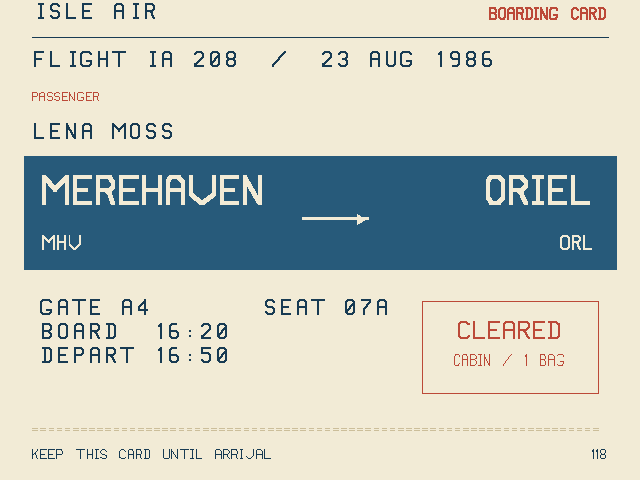 ISLE AIR BOARDING CARD
FLIGHT IA 208 / 23 AUG 1986
PASSENGER
LENA MOSS
MEREHAVEN ORIEL
MHV ORL
GATE A4 SEAT 07A
BOARD 16:20
DEPART 16:50
CLEARED
CABIN / 1 BAG
KEEP THIS CARD UNTIL ARRIVAL 118